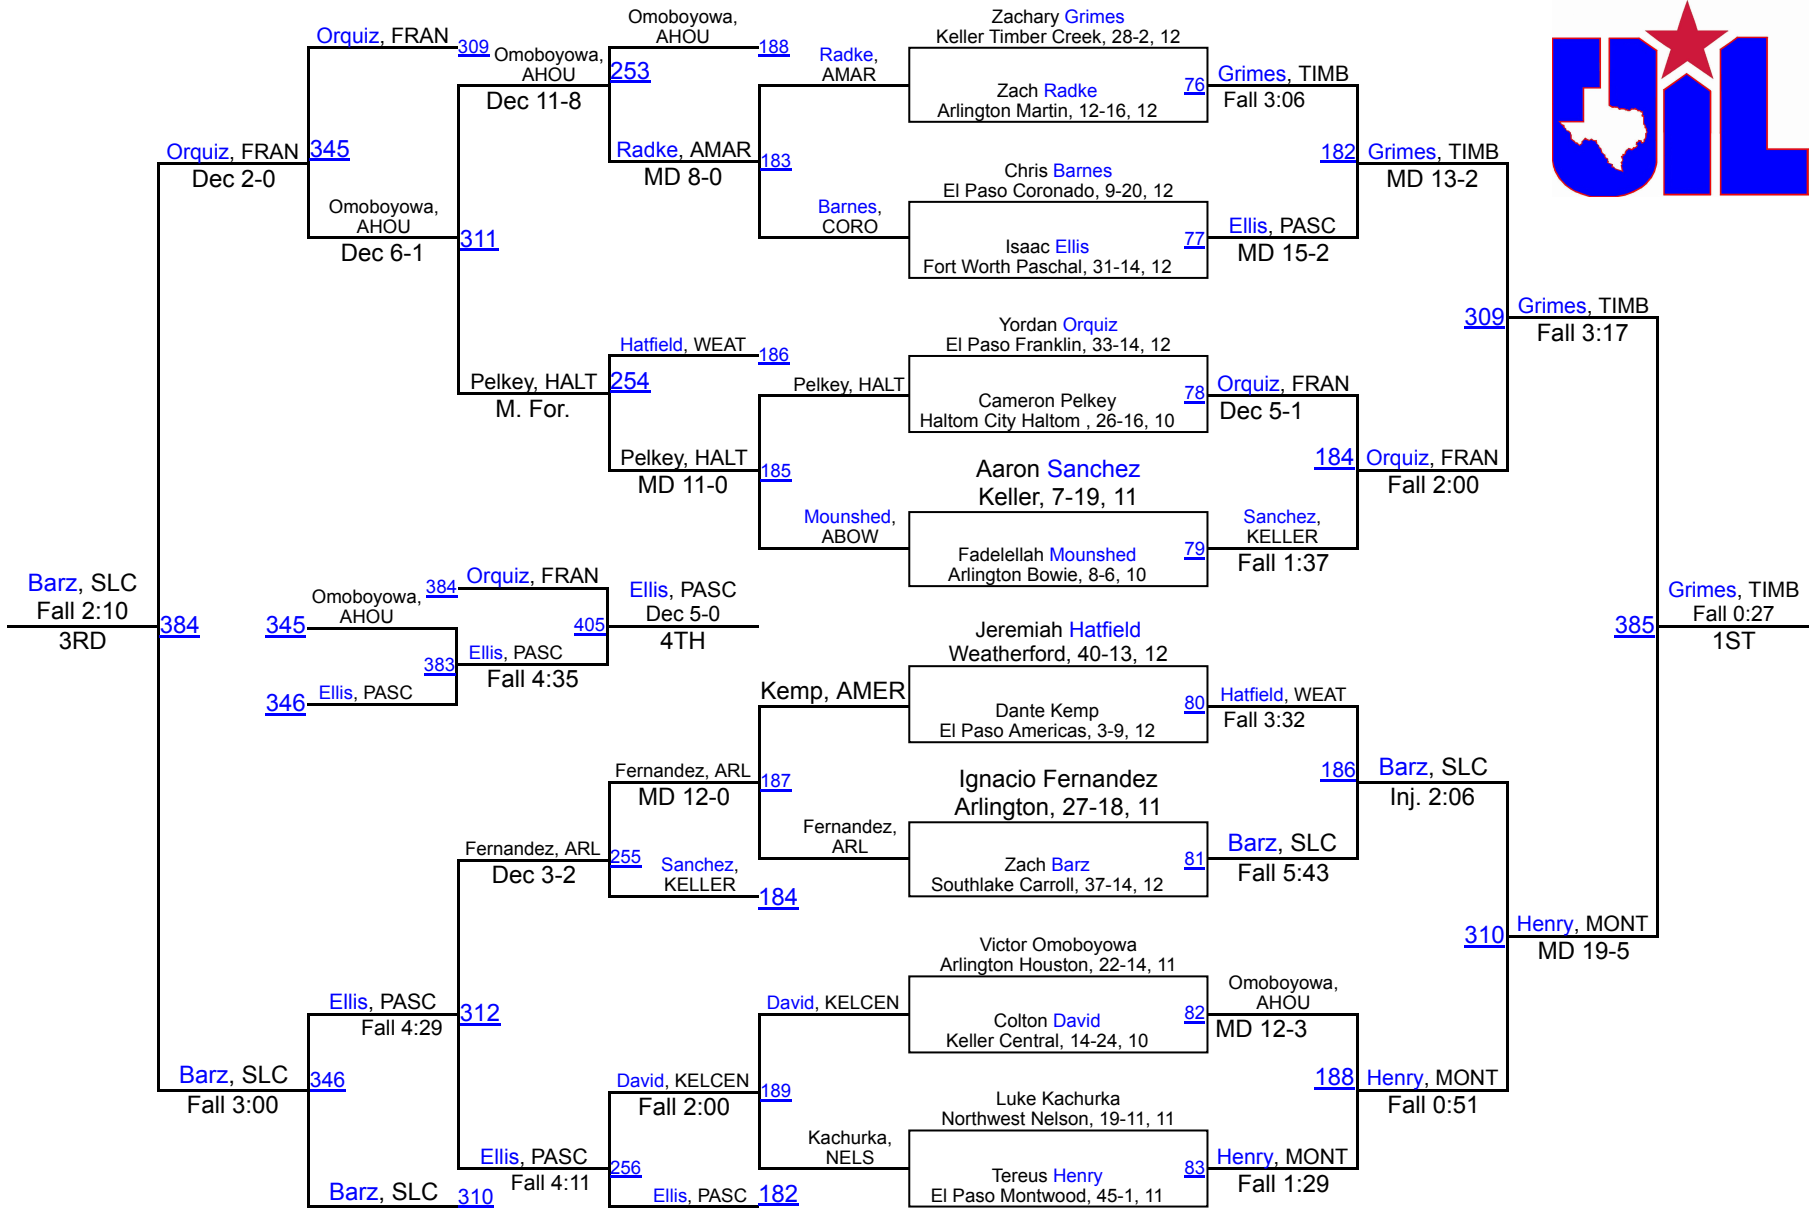 Orquiz, FRAN
309
Omoboyowa,
AHOU
Dec 11-8
Omoboyowa,
AHOU
188
253
Radke, AMAR
MD 8-0
183
Radke,
AMAR
Barnes,
CORO
Orquiz, FRAN
Dec 2-0
345
Omoboyowa,
AHOU
Dec 6-1
311
Hatfield, WEAT
186
Pelkey, HALT
M. For.
254
Pelkey, HALT
MD 11-0
185
Pelkey, HALT
Mounshed,
ABOW
Barz, SLC
Fall 2:10
3RD
384
345
Omoboyowa,
AHOU
346
Ellis, PASC
384
Orquiz, FRAN
383
Ellis, PASC
Fall 4:35
405
Ellis, PASC
Dec 5-0
4TH
Kemp, AMER
Fernandez, ARL
MD 12-0
187
Fernandez,
ARL
Fernandez, ARL
Dec 3-2
255
Sanchez,
KELLER
184
Ellis, PASC
Fall 4:29
312
David, KELCEN
David, KELCEN
Fall 2:00
189
Kachurka,
NELS
Barz, SLC
Fall 3:00
346
Ellis, PASC
Fall 4:11
256
Barz, SLC
310
Ellis, PASC
182
Zachary Grimes
Keller Timber Creek, 28-2, 12
Zach Radke
Arlington Martin, 12-16, 12
76
Chris Barnes
El Paso Coronado, 9-20, 12
Isaac Ellis
Fort Worth Paschal, 31-14, 12
77
Yordan Orquiz
El Paso Franklin, 33-14, 12
Cameron Pelkey
Haltom City Haltom , 26-16, 10
78
Aaron Sanchez
Keller, 7-19, 11
Fadelellah Mounshed
Arlington Bowie, 8-6, 10
79
Jeremiah Hatfield
Weatherford, 40-13, 12
Dante Kemp
El Paso Americas, 3-9, 12
80
Ignacio Fernandez
Arlington, 27-18, 11
Zach Barz
Southlake Carroll, 37-14, 12
81
Victor Omoboyowa
Arlington Houston, 22-14, 11
Colton David
Keller Central, 14-24, 10
82
Luke Kachurka
Northwest Nelson, 19-11, 11
Tereus Henry
El Paso Montwood, 45-1, 11
83
Grimes, TIMB
Fall 3:06
Ellis, PASC
MD 15-2
182
Grimes, TIMB
MD 13-2
Orquiz, FRAN
Dec 5-1
Sanchez,
KELLER
Fall 1:37
184
Orquiz, FRAN
Fall 2:00
309
Grimes, TIMB
Fall 3:17
Hatfield, WEAT
Fall 3:32
Barz, SLC
Fall 5:43
186
Barz, SLC
Inj. 2:06
Omoboyowa,
AHOU
MD 12-3
Henry, MONT
Fall 1:29
188
Henry, MONT
Fall 0:51
310
Henry, MONT
MD 19-5
385
Grimes, TIMB
Fall 0:27
1ST
UIL